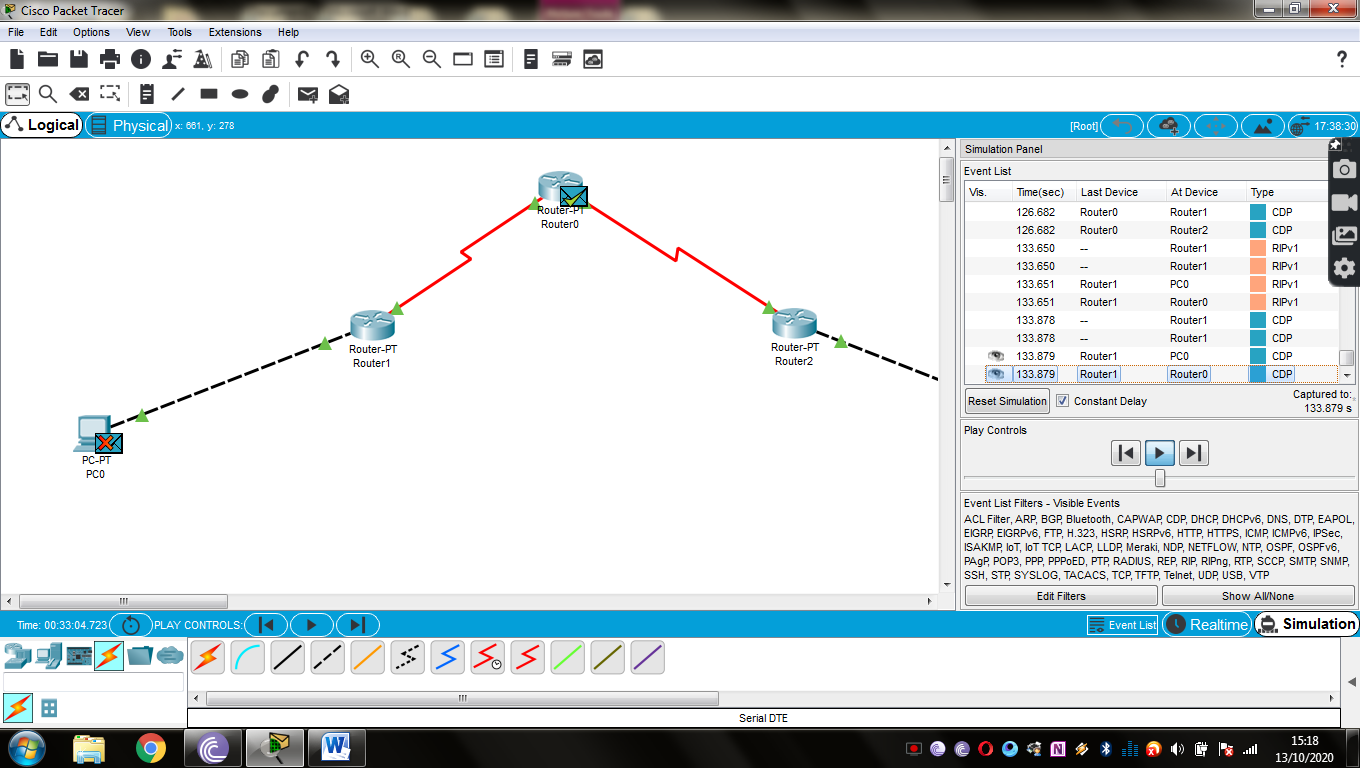 Cisco Packet Tracer
File Edit Options View Tools Extensions Help
Logical Physical x: 661, y: 278 [Root] 17:38:30
Router-PT
Router0
Router-PT
Router1
Router-PT
Router2
PC-PT
PC0
Simulation Panel
Event List
Vis. Time(sec) Last Device At Device Type
126.682 Router0 Router1 CDP
126.682 Router0 Router2 CDP
133.650 -- Router1 RIPv1
133.650 -- Router1 RIPv1
133.651 Router1 PC0 RIPv1
133.651 Router1 Router0 RIPv1
133.878 -- Router1 CDP
133.878 -- Router1 CDP
133.879 Router1 PC0 CDP
133.879 Router1 Router0 CDP
Reset Simulation Constant Delay Captured to:
133.879 s
Play Controls
Event List Filters - Visible Events
ACL Filter, ARP, BGP, Bluetooth, CAPWAP, CDP, DHCP, DHCPv6, DNS, DTP, EAPOL,
EIGRP, EIGRPv6, FTP, H.323, HSRP, HSRPv6, HTTP, HTTPS, ICMP, ICMPv6, IPSec,
ISAKMP, IoT, IoT TCP, LACP, LLDP, Meraki, NDP, NETFLOW, NTP, OSPF, OSPFv6,
PAgP, POP3, PPP, PPPoED, PTP, RADIUS, REP, RIP, RIPng, RTP, SCCP, SMTP, SNMP,
SSH, STP, SYSLOG, TACACS, TCP, TFTP, Telnet, UDP, USB, VTP
Edit Filters Show All/None
Time: 00:33:04.723 PLAY CONTROLS: Event List Realtime Simulation
Serial DTE
15:18
13/10/2020